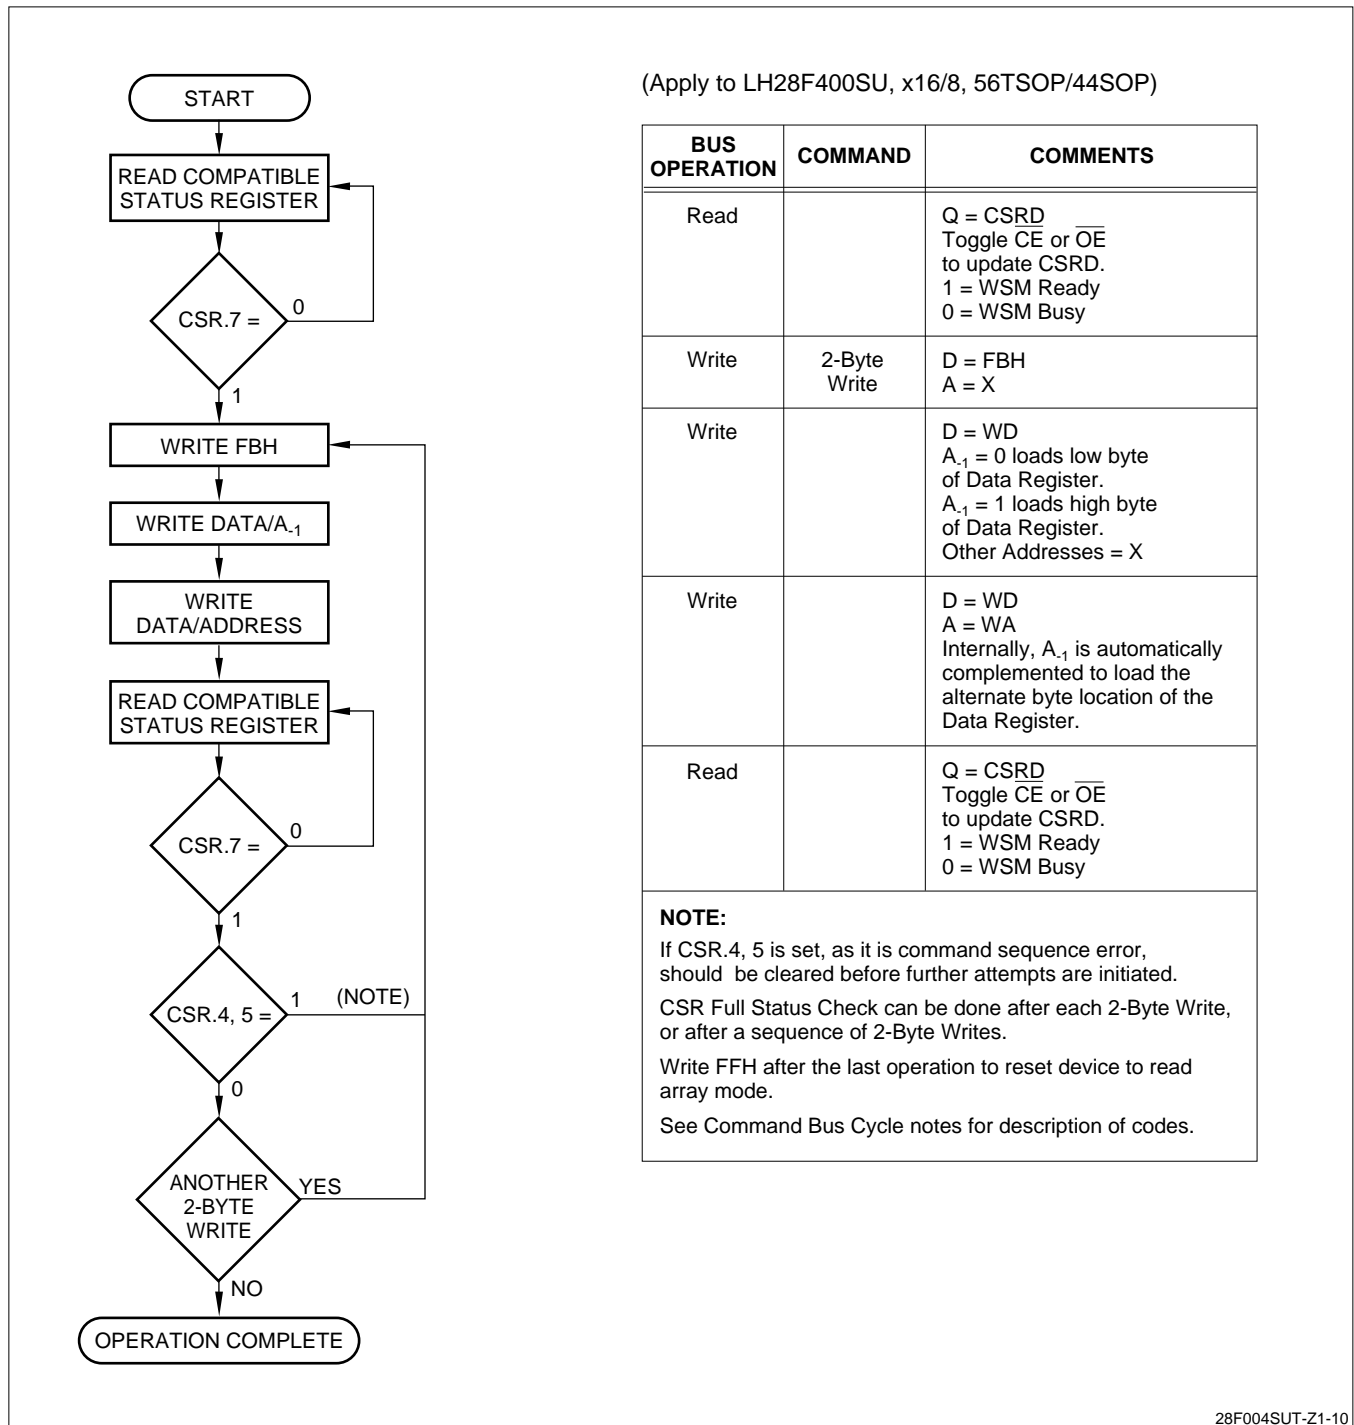 START
READ COMPATIBLE
STATUS REGISTER
CSR.7 =
0
1
WRITE FBH
WRITE DATA/A-1
WRITE
DATA/ADDRESS
READ COMPATIBLE
STATUS REGISTER
CSR.7 =
0
1
CSR.4, 5 =
1
(NOTE)
0
ANOTHER
2-BYTE
WRITE
YES
NO
OPERATION COMPLETE
(Apply to LH28F400SU, x16/8, 56TSOP/44SOP)
BUS
OPERATION
COMMAND
COMMENTS
Read
Q = CSRD
Toggle C̅E̅ or O̅E̅
to update CSRD.
1 = WSM Ready
0 = WSM Busy
Write
2-Byte
Write
D = FBH
A = X
Write
D = WD
A-1 = 0 loads low byte
of Data Register.
A-1 = 1 loads high byte
of Data Register.
Other Addresses = X
Write
D = WD
A = WA
Internally, A-1 is automatically
complemented to load the
alternate byte location of the
Data Register.
Read
Q = CSRD
Toggle C̅E̅ or O̅E̅
to update CSRD.
1 = WSM Ready
0 = WSM Busy
NOTE:
If CSR.4, 5 is set, as it is command sequence error,
should be cleared before further attempts are initiated.
CSR Full Status Check can be done after each 2-Byte Write,
or after a sequence of 2-Byte Writes.
Write FFH after the last operation to reset device to read
array mode.
See Command Bus Cycle notes for description of codes.
28F004SUT-Z1-10